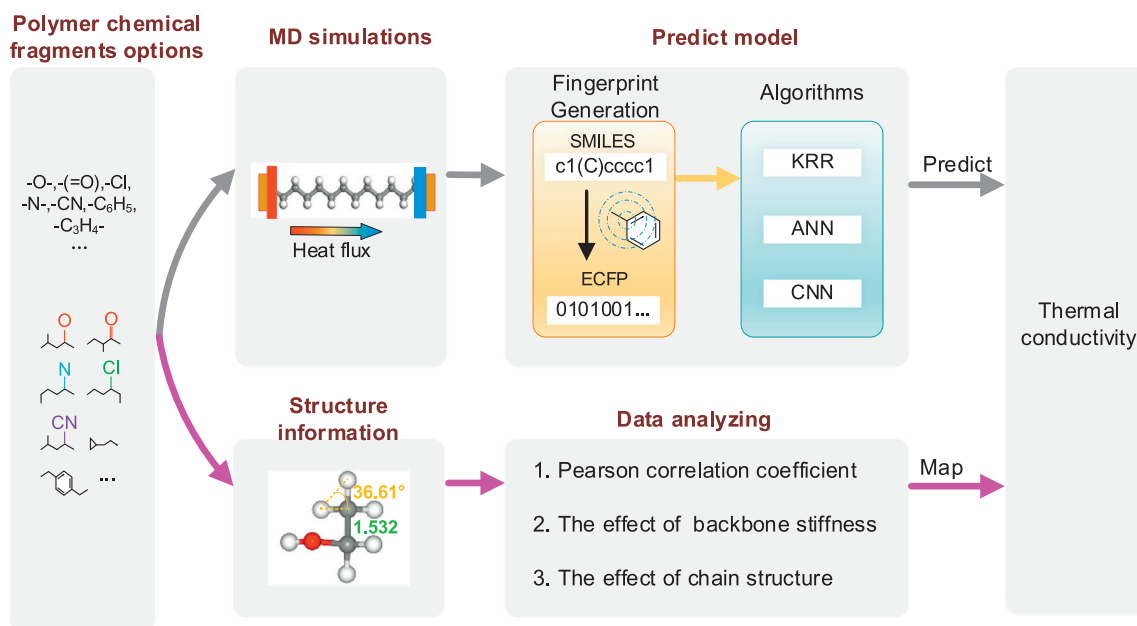 Polymer chemical
fragments options
-O-,-(=O),-Cl,
-N-,-CN,-C₆H₅,
-C₃H₄-
...
O
O
N
Cl
CN
...
MD simulations
Heat flux
Predict model
Fingerprint
Generation
SMILES
c1(C)cccc1
ECFP
0101001...
Algorithms
KRR
ANN
CNN
Predict
Structure
information
36.61°
1.532
Data analyzing
1. Pearson correlation coefficient
2. The effect of backbone stiffness
3. The effect of chain structure
Map
Thermal
conductivity